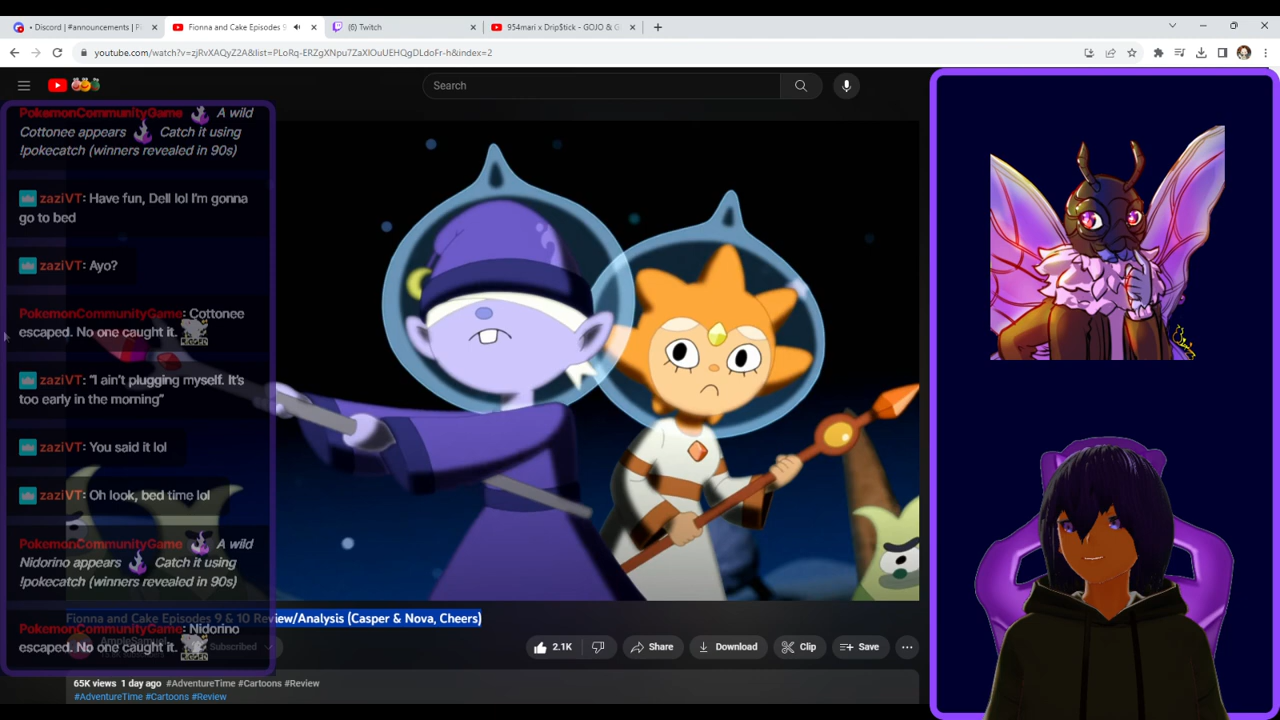 • Discord | #announcements | P
Fionna and Cake Episodes 9
(6) Twitch
954mari x Drip$tick - GOJO & G
youtube.com/watch?v=zjRvXAQyZ2A&list=PLoRq-ERZgXNpu7ZaXlOuUEHQgDLdoFr-h&index=2
Search
PokemonCommunityGame A wild
Cottonee appears Catch it using
!pokecatch (winners revealed in 90s)
zaziVT: Have fun, Dell lol I'm gonna
go to bed
zaziVT: Ayo?
PokemonCommunityGame: Cottonee
escaped. No one caught it.
zaziVT: “I ain't plugging myself. It's
too early in the morning”
zaziVT: You said it lol
zaziVT: Oh look, bed time lol
PokemonCommunityGame A wild
Nidorino appears Catch it using
!pokecatch (winners revealed in 90s)
PokemonCommunityGame: Nidorino
escaped. No one caught it.
Fionna and Cake Episodes 9 & 10 Review/Analysis (Casper & Nova, Cheers)
AmpleSamuel
Subscribed
2.1K
Share
Download
Clip
Save
65K views 1 day ago #AdventureTime #Cartoons #Review
#AdventureTime #Cartoons #Review